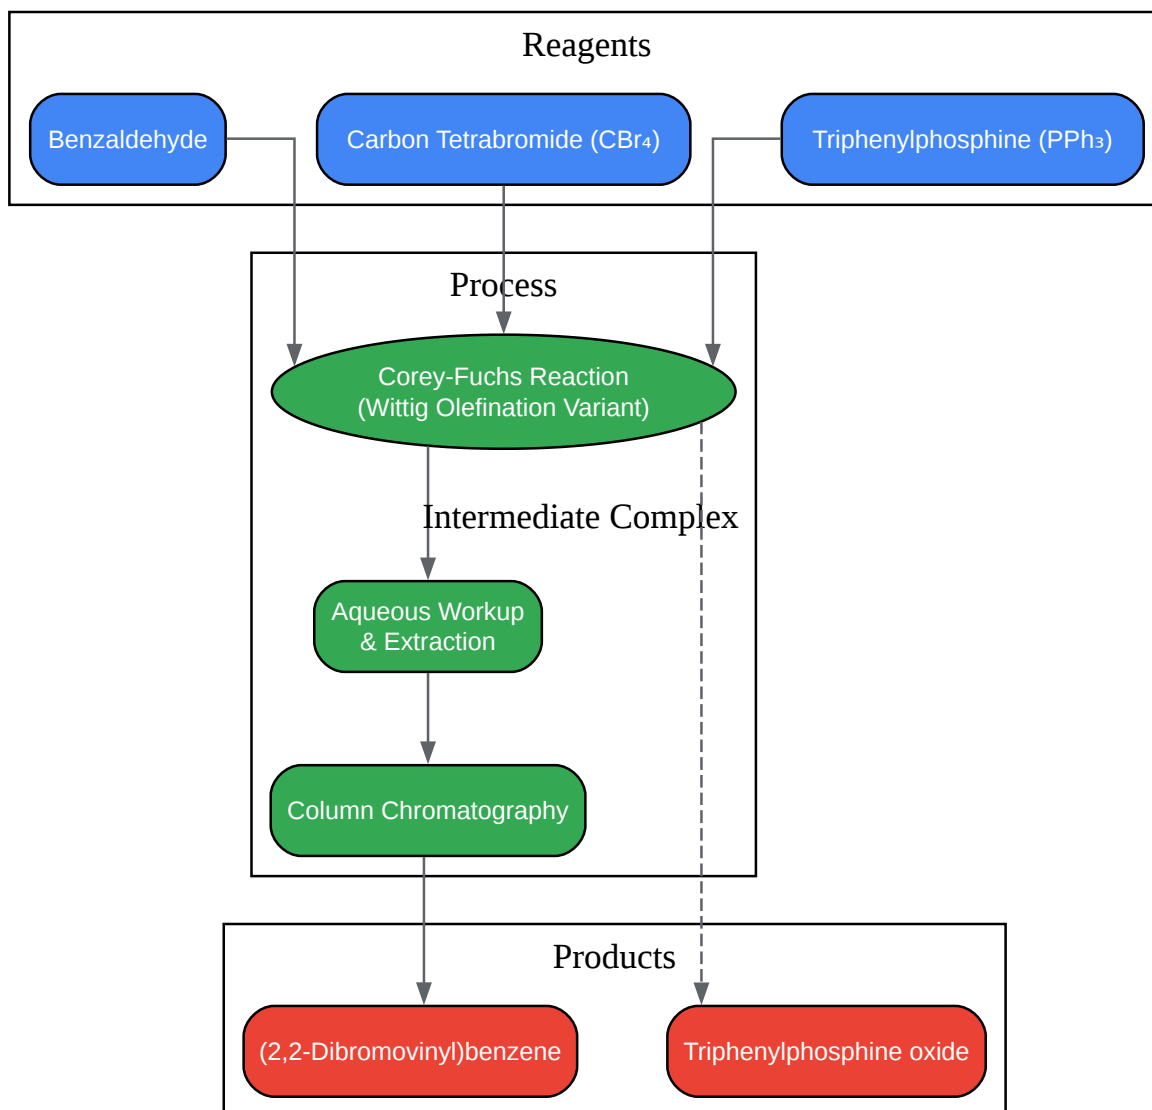 Reagents
Benzaldehyde
Carbon Tetrabromide (CBr₄)
Triphenylphosphine (PPh₃)
Process
Corey-Fuchs Reaction
(Wittig Olefination Variant)
Intermediate Complex
Aqueous Workup
& Extraction
Column Chromatography
Products
(2,2-Dibromovinyl)benzene
Triphenylphosphine oxide